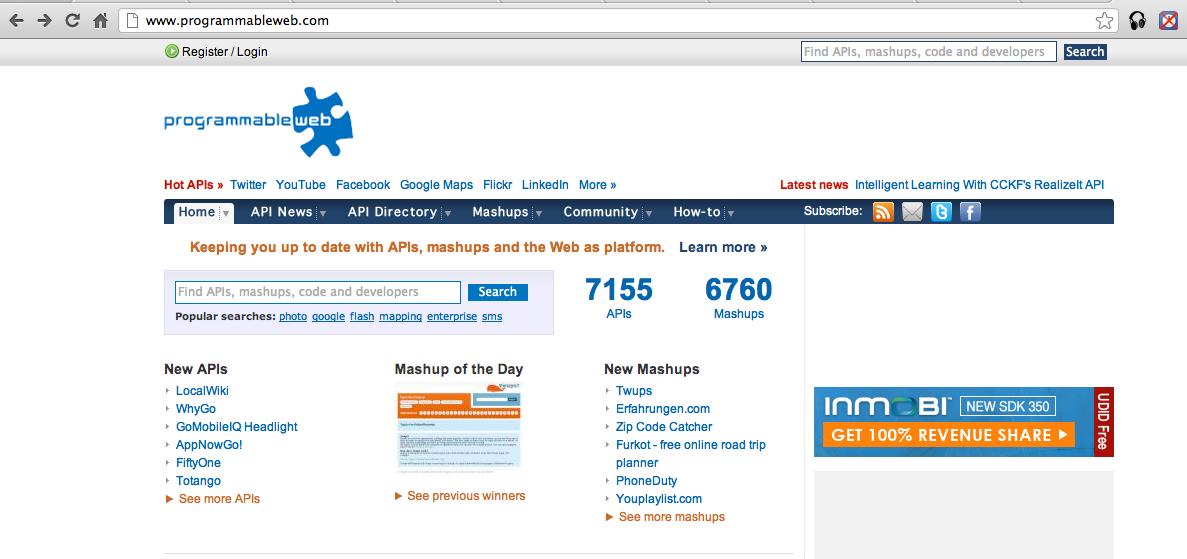 www.programmableweb.com
Register / Login
Find APIs, mashups, code and developers
Search
programmableweb
Hot APIs » Twitter YouTube Facebook Google Maps Flickr LinkedIn More »
Latest news Intelligent Learning With CCKF's RealizeIt API
Home API News API Directory Mashups Community How-to
Subscribe:
Keeping you up to date with APIs, mashups and the Web as platform. Learn more »
Find APIs, mashups, code and developers
Search
Popular searches: photo google flash mapping enterprise sms
7155
APIs
6760
Mashups
New APIs
LocalWiki
WhyGo
GoMobileIQ Headlight
AppNowGo!
FiftyOne
Totango
See more APIs
Mashup of the Day
See previous winners
New Mashups
Twups
Erfahrungen.com
Zip Code Catcher
Furkot - free online road trip
planner
PhoneDuty
Youplaylist.com
See more mashups
INMOBI™ NEW SDK 350
GET 100% REVENUE SHARE
UDID Free